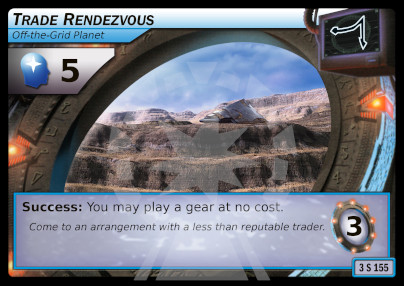 TRADE RENDEZVOUS
Off-the-Grid Planet
5
Success: You may play a gear at no cost.
Come to an arrangement with a less than reputable trader.
3
3 S 155